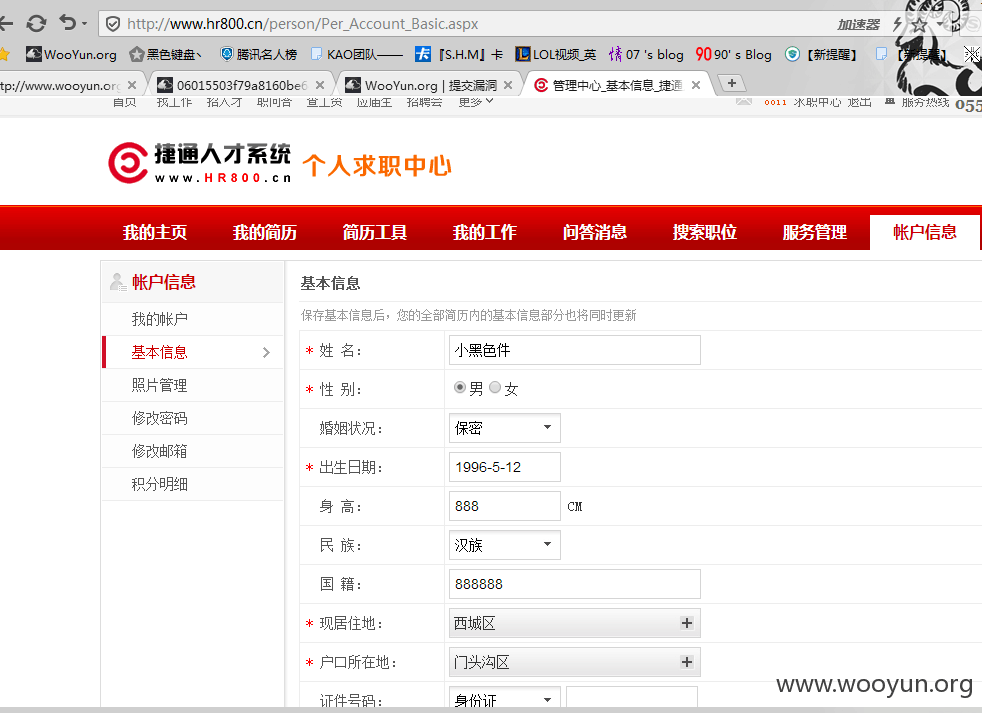 http://www.hr800.cn/person/Per_Account_Basic.aspx 加速器
WooYun.org 黑色键盘丶 腾讯名人榜 KAO团队—— 『S.H.M』卡 LOL视频_英 07 's blog 90' s Blog 【新提醒】 【新提醒】
tp://www.wooyun.org 06015503f79a8160be6 WooYun.org | 提交漏洞 管理中心_基本信息_捷通
首页 找工作 招人才 职问答 查工资 应届生 招聘会 更多 0011 求职中心 退出 服务热线 055
捷通人才系统
www.HR800.cn
个人求职中心
我的主页 我的简历 简历工具 我的工作 问答消息 搜索职位 服务管理 帐户信息
帐户信息
我的帐户
基本信息
照片管理
修改密码
修改邮箱
积分明细
基本信息
保存基本信息后，您的全部简历内的基本信息部分也将同时更新
* 姓 名： 小黑色件
* 性 别： 男 女
婚姻状况： 保密
* 出生日期： 1996-5-12
身 高： 888 CM
民 族： 汉族
国 籍： 888888
* 现居住地： 西城区 +
* 户口所在地： 门头沟区 +
证件号码： 身份证
www.wooyun.org